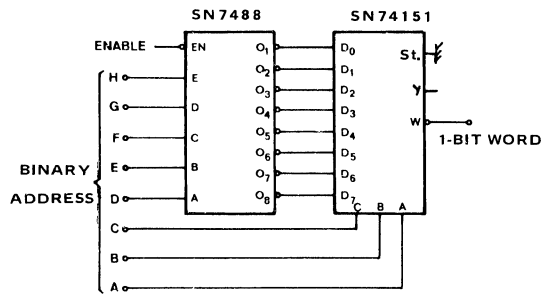 SN7488 SN74151
ENABLE EN O1 D0 St.
H E O2 D1
G D O3 D2 Y
F C O4 D3 W
O5 D4 1-BIT WORD
E B O6 D5
BINARY O7 D6
ADDRESS D A O8 D7
C C B A
B
A